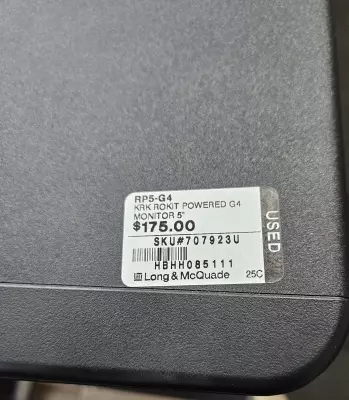 RP5-G4
KRK ROKIT POWERED G4
MONITOR 5"
$175.00
SKU#707923U
HBHH085111
Long & McQuade 25C
USED